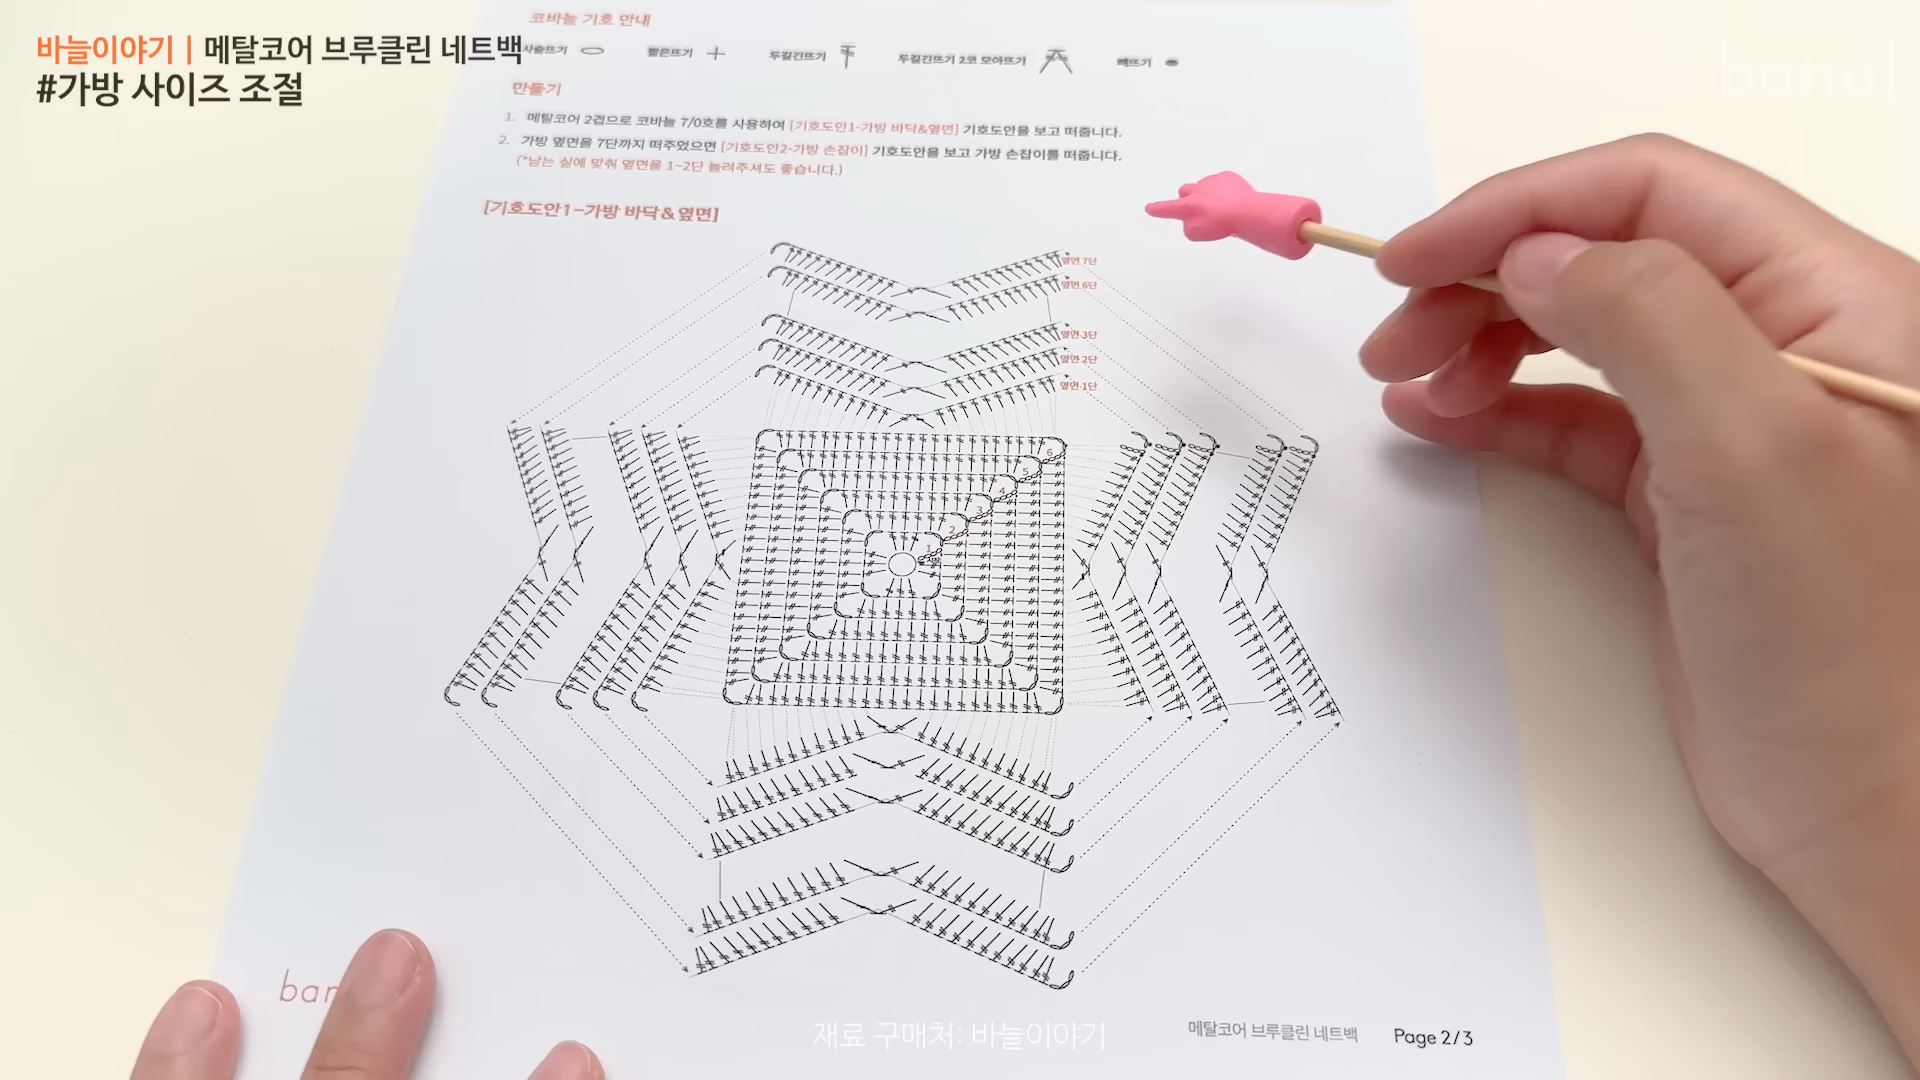 바늘이야기 | 메탈코어 브루클린 네트백
#가방 사이즈 조절
bahul
코바늘 기호 안내
사슬뜨기 짧은뜨기 두길긴뜨기 두길긴뜨기 2코 모아뜨기 빼뜨기
만들기
1. 메탈코어 2겹으로 코바늘 7/0호를 사용하여 [기호도안1-가방 바닥&옆면] 기호도안을 보고 떠줍니다.
2. 가방 옆면을 7단까지 떠주었으면 [기호도안2-가방 손잡이] 기호도안을 보고 가방 손잡이를 떠줍니다.
(*남는 실에 맞춰 옆면을 1~2단 늘려주셔도 좋습니다.)
[기호도안1-가방 바닥&옆면]
옆면 7단
옆면 6단
옆면 3단
옆면 2단
옆면 1단
6
5
4
3
2
1
ban
재료 구매처: 바늘이야기
메탈코어 브루클린 네트백 Page 2/3